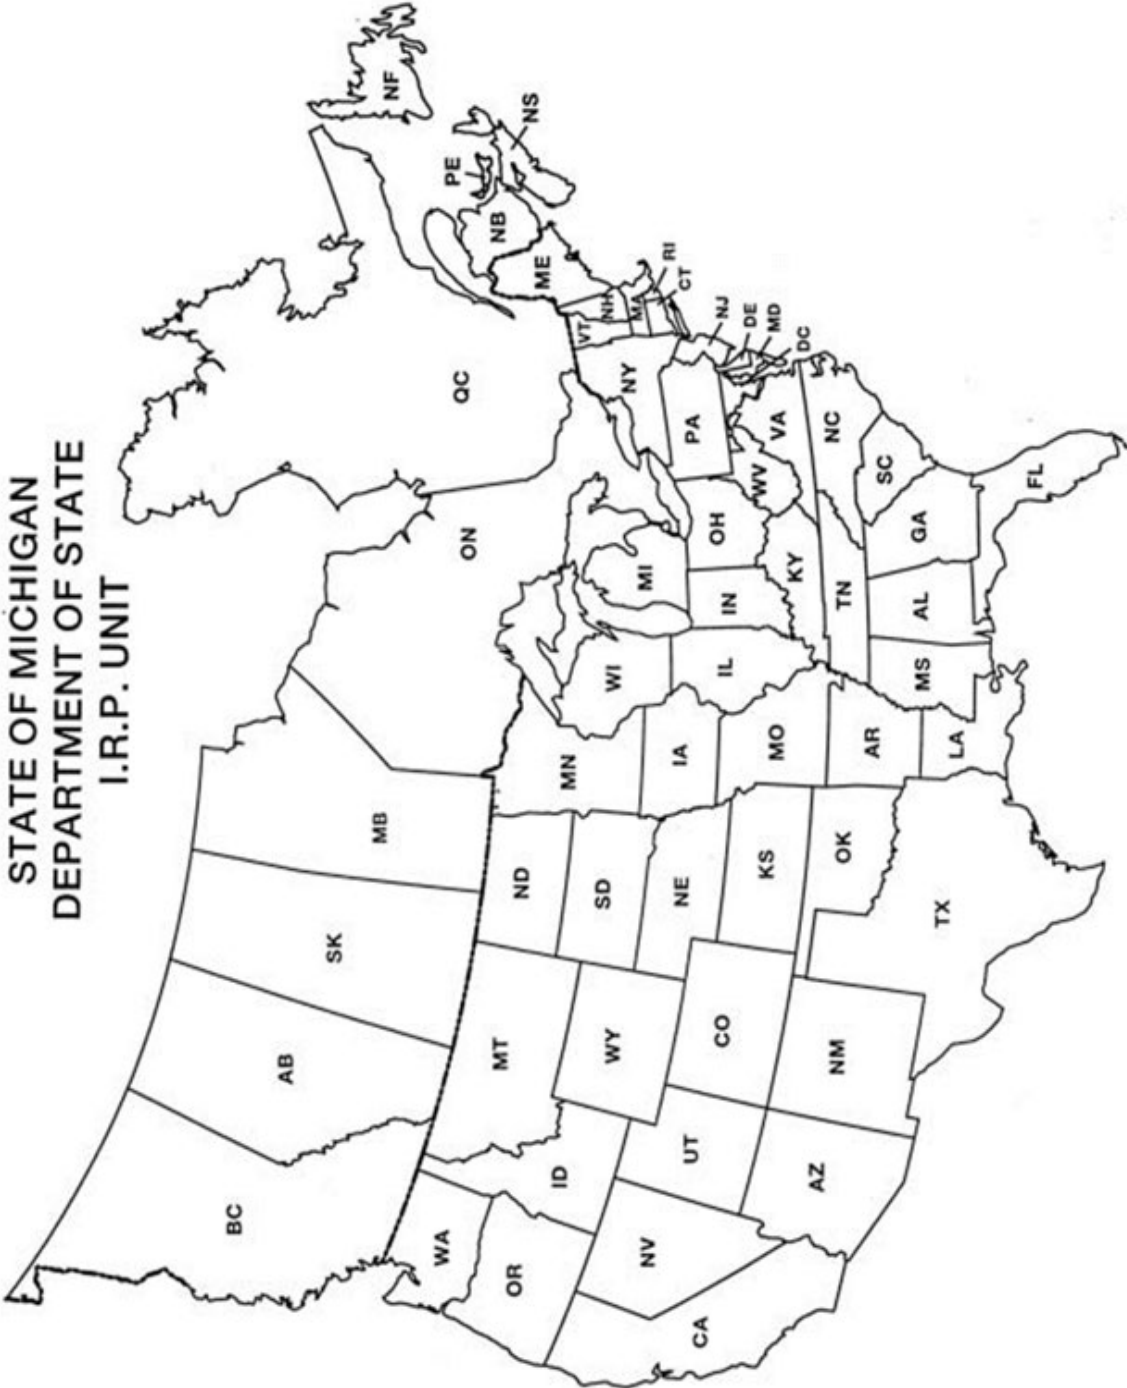 STATE OF MICHIGAN
DEPARTMENT OF STATE
I.R.P. UNIT
NF
NS
PE
NB
ME
QC
ON
MB
SK
AB
BC
VT
NH
MA
RI
CT
NY
NJ
DE
MD
DC
PA
VA
WV
NC
SC
GA
FL
OH
MI
IN
KY
TN
AL
MS
WI
IL
MN
IA
MO
AR
LA
ND
SD
NE
KS
OK
TX
MT
WY
CO
NM
ID
UT
AZ
WA
OR
NV
CA